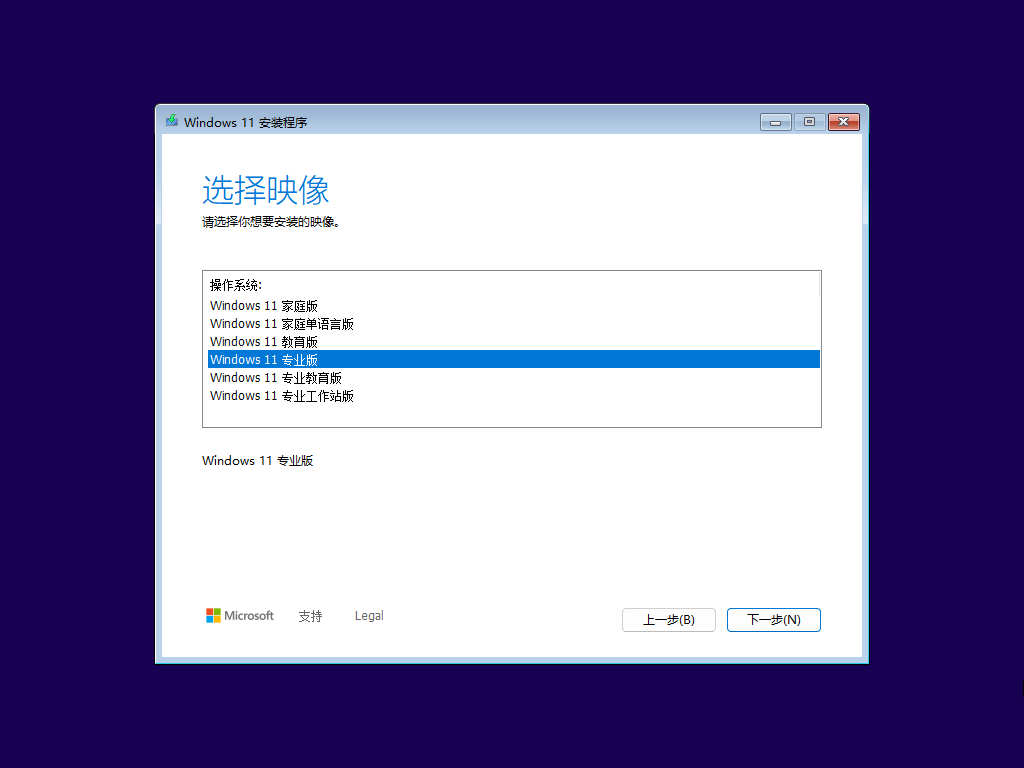 Windows 11 安装程序
选择映像
请选择你想要安装的映像。
操作系统:
Windows 11 家庭版
Windows 11 家庭单语言版
Windows 11 教育版
Windows 11 专业版
Windows 11 专业教育版
Windows 11 专业工作站版
Windows 11 专业版
Microsoft 支持 Legal 上一步(B) 下一步(N)